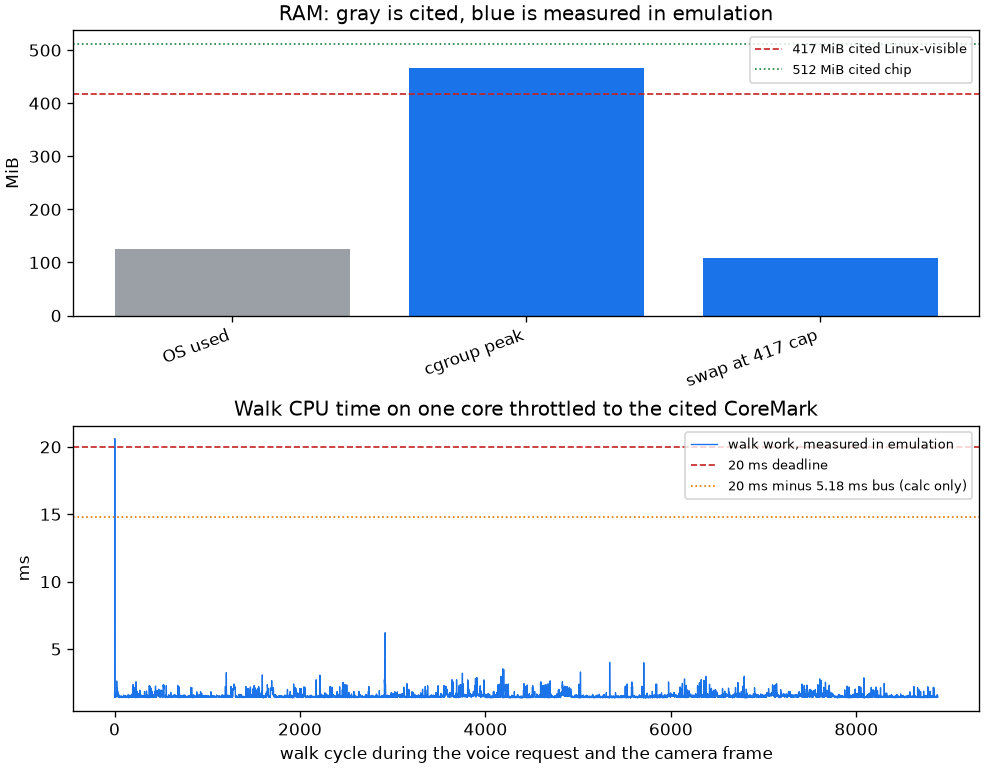 RAM: gray is cited, blue is measured in emulation
MiB
500
400
300
200
100
0
417 MiB cited Linux-visible
512 MiB cited chip
OS used
cgroup peak
swap at 417 cap
Walk CPU time on one core throttled to the cited CoreMark
ms
20
15
10
5
walk work, measured in emulation
20 ms deadline
20 ms minus 5.18 ms bus (calc only)
0
2000
4000
6000
8000
walk cycle during the voice request and the camera frame